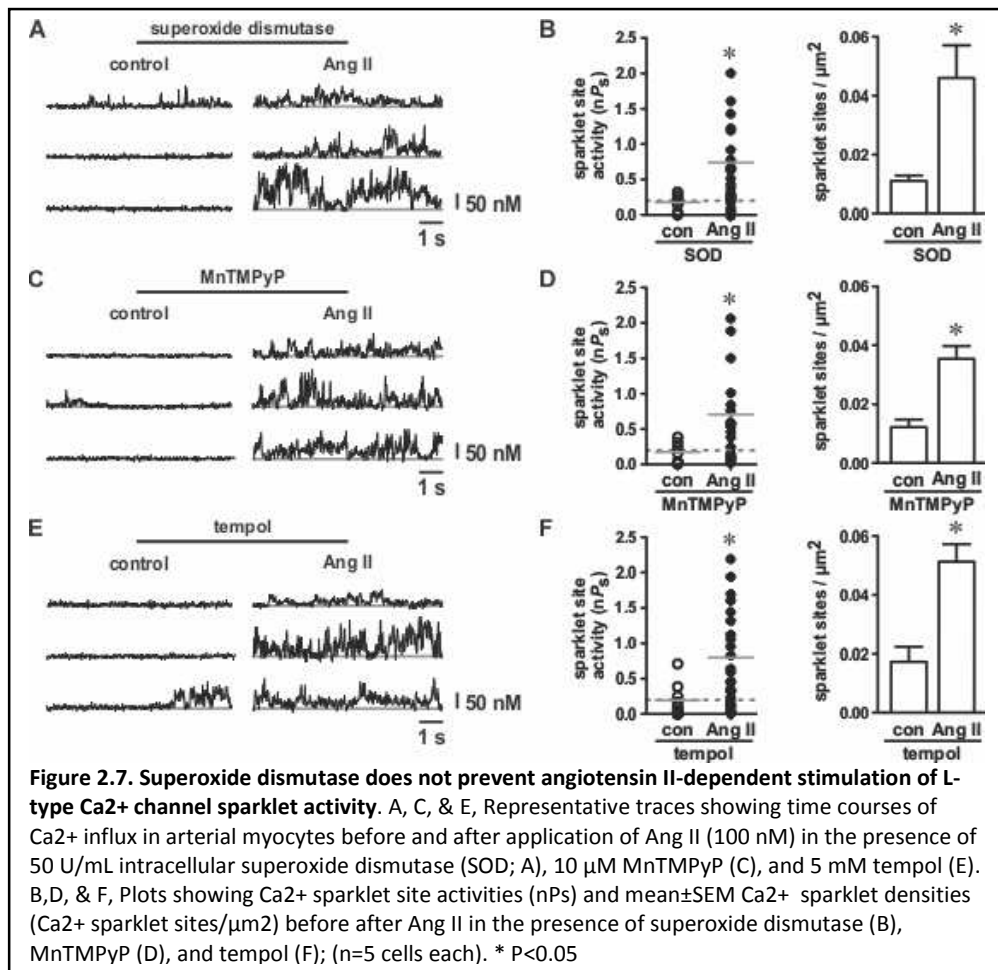 A
superoxide dismutase
control
Ang II
50 nM
1 s
B
sparklet site
activity (nPs)
2.5
2.0
1.5
1.0
0.5
0.0
*
con Ang II
SOD
sparklet sites / µm2
0.06
0.04
0.02
0.00
*
con Ang II
SOD
C
MnTMPyP
control
Ang II
50 nM
1 s
D
sparklet site
activity (nPs)
2.5
2.0
1.5
1.0
0.5
0.0
*
con Ang II
MnTMPyP
sparklet sites / µm2
0.06
0.04
0.02
0.00
*
con Ang II
MnTMPyP
E
tempol
control
Ang II
50 nM
1 s
F
sparklet site
activity (nPs)
2.5
2.0
1.5
1.0
0.5
0.0
*
con Ang II
tempol
sparklet sites / µm2
0.06
0.04
0.02
0.00
*
con Ang II
tempol
Figure 2.7. Superoxide dismutase does not prevent angiotensin II-dependent stimulation of L-
type Ca2+ channel sparklet activity. A, C, & E, Representative traces showing time courses of
Ca2+ influx in arterial myocytes before and after application of Ang II (100 nM) in the presence of
50 U/mL intracellular superoxide dismutase (SOD; A), 10 µM MnTMPyP (C), and 5 mM tempol (E).
B,D, & F, Plots showing Ca2+ sparklet site activities (nPs) and mean±SEM Ca2+ sparklet densities
(Ca2+ sparklet sites/µm2) before after Ang II in the presence of superoxide dismutase (B),
MnTMPyP (D), and tempol (F); (n=5 cells each). * P<0.05